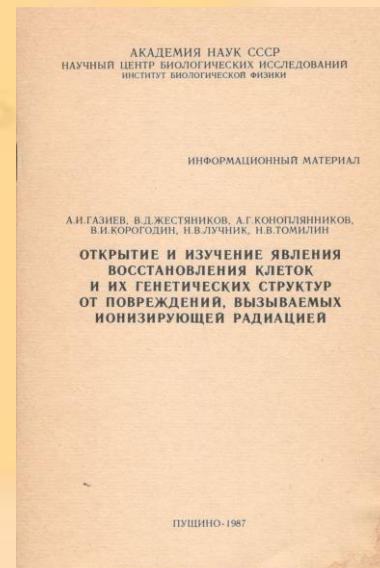 АКАДЕМИЯ НАУК СССР
НАУЧНЫЙ ЦЕНТР БИОЛОГИЧЕСКИХ ИССЛЕДОВАНИЙ
ИНСТИТУТ БИОЛОГИЧЕСКОЙ ФИЗИКИ
ИНФОРМАЦИОННЫЙ МАТЕРИАЛ
А.И.ГАЗИЕВ, В.Д.ЖЕСТЯНИКОВ, А.Г.КОНОПЛЯННИКОВ,
В.И.КОРОГОДИН, Н.В.ЛУЧНИК, Н.В.ТОМИЛИН
ОТКРЫТИЕ И ИЗУЧЕНИЕ ЯВЛЕНИЯ
ВОССТАНОВЛЕНИЯ КЛЕТОК
И ИХ ГЕНЕТИЧЕСКИХ СТРУКТУР
ОТ ПОВРЕЖДЕНИЙ, ВЫЗЫВАЕМЫХ
ИОНИЗИРУЮЩЕЙ РАДИАЦИЕЙ
ПУЩИНО-1987